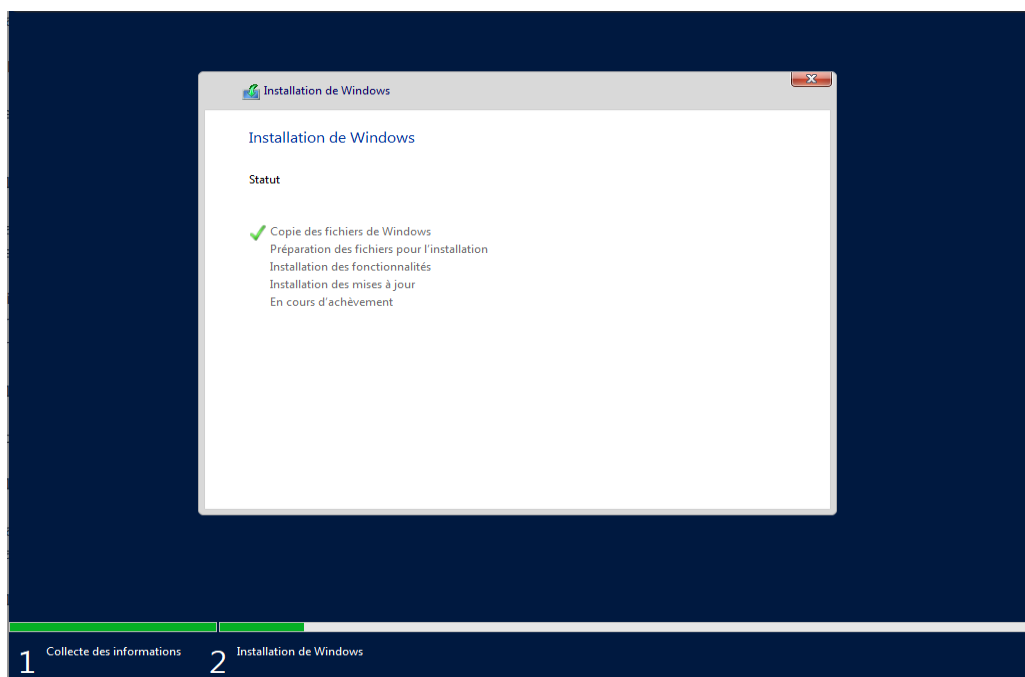 Installation de Windows
Installation de Windows
Statut
Copie des fichiers de Windows
Préparation des fichiers pour l'installation
Installation des fonctionnalités
Installation des mises à jour
En cours d'achèvement
1 Collecte des informations 2 Installation de Windows